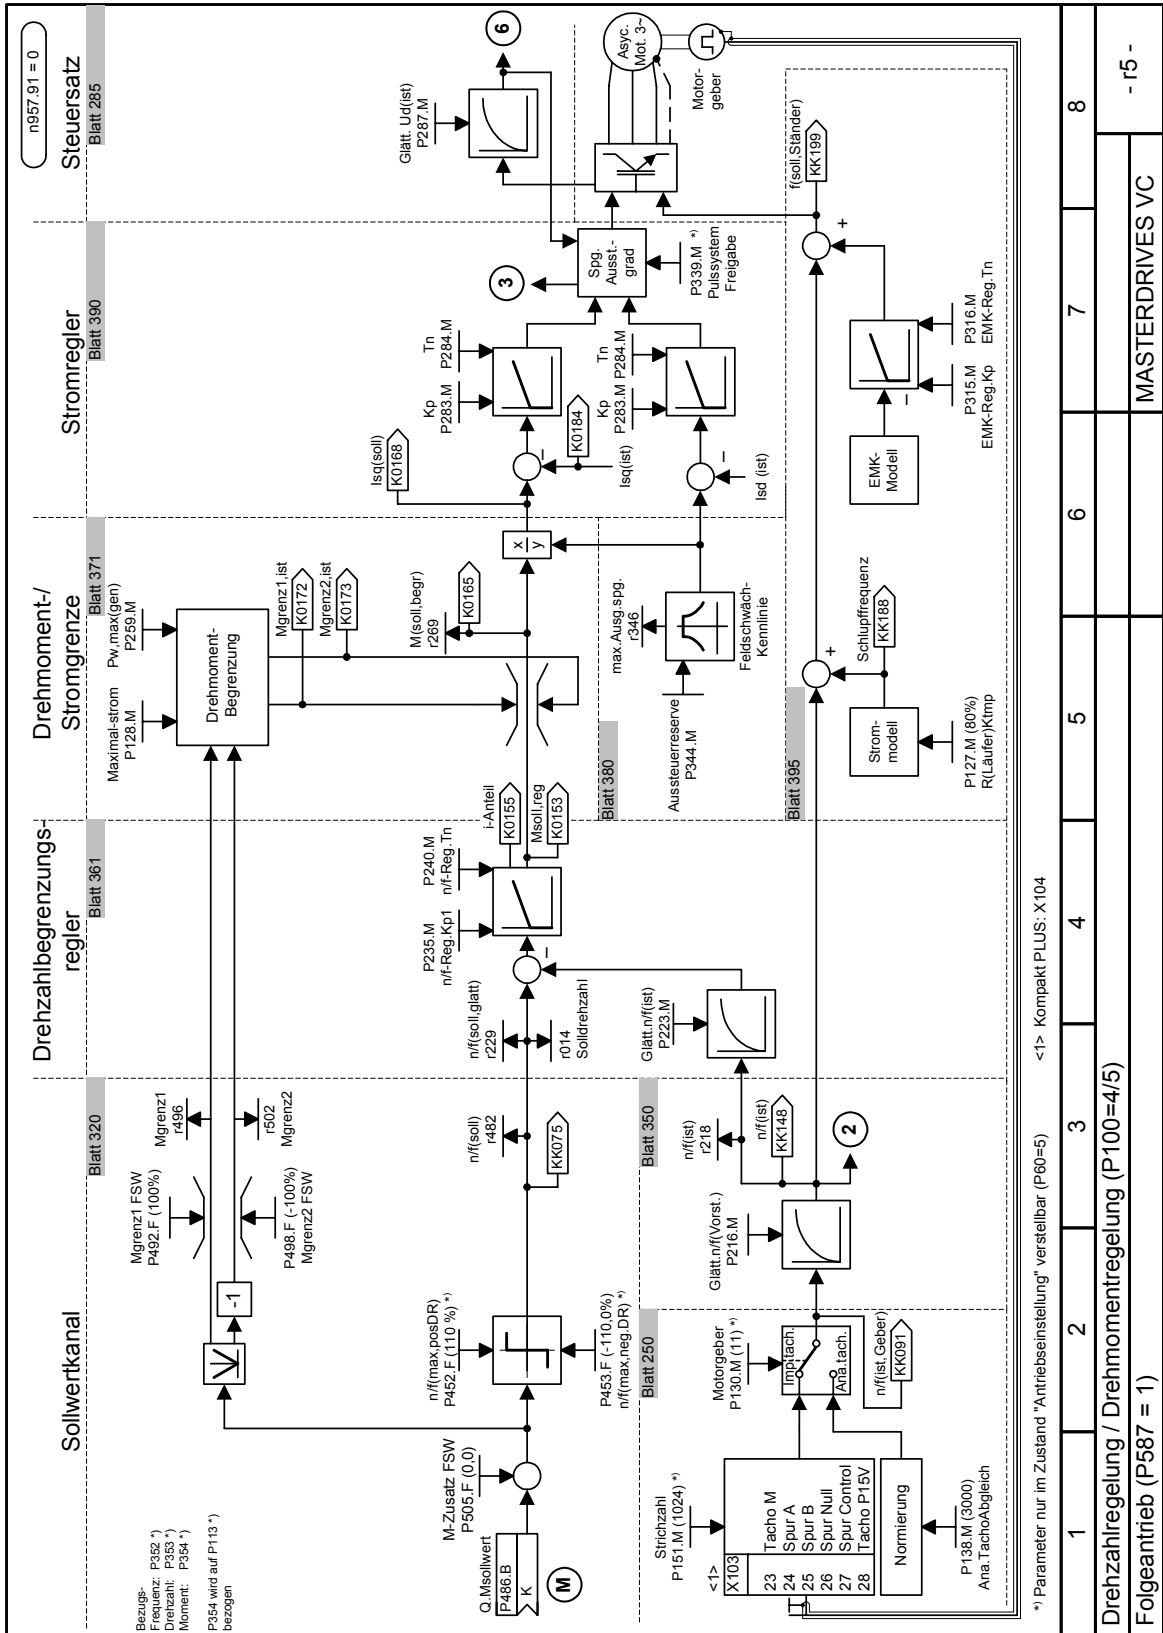 n957.91 = 0
Sollwertkanal
Drehzahlbegrenzungs-
regler
Drehmoment-/
Stromgrenze
Stromregler
Steuersatz
Blatt 320
Blatt 361
Blatt 371
Blatt 390
Blatt 285
Bezugs-
Frequenz: P352 *)
Drehzahl: P353 *)
Moment: P354 *)
P354 wird auf P113 *)
bezogen
Mgrenz1 FSW
P492.F (100%)
Mgrenz1
r496
-1
P498.F (-100%)
Mgrenz2 FSW
r502
Mgrenz2
Maximal-strom
P128.M
Pw,max(gen)
P259.M
Drehmoment-
Begrenzung
Mgrenz1,ist
K0172
Mgrenz2,ist
K0173
M(soll,begr)
r269
K0165
Isq(soll)
K0168
Kp
P283.M
Tn
P284.M
K0184
Isq(ist)
–
x
y
3
Glätt. Ud(ist)
P287.M
6
Q.Msollwert
P486.B
K
M
M-Zusatz FSW
P505.F (0,0)
n/f(max,posDR)
P452.F (110 %) *)
P453.F (-110,0%)
n/f(max,neg.DR) *)
n/f(soll)
r482
KK075
n/f(soll,glatt)
r229
r014
Solldrehzahl
–
P235.M
n/f-Reg.Kp1
P240.M
n/f-Reg.Tn
i-Anteil
K0155
Msoll,reg
K0153
Kp
P283.M
Tn
P284.M
–
Isd (ist)
Spg.
Ausst.-
grad
P339.M *)
Pulssystem
Freigabe
Asyc.
Mot. 3~
Motor-
geber
Blatt 380
max.Ausg.spg.
r346
Aussteuerreserve
P344.M
Feldschwäch-
Kennlinie
Blatt 250
Blatt 350
Strichzahl
P151.M (1024) *)
<1>
X103
23 Tacho M
24 Spur A
25 Spur B
26 Spur Null
27 Spur Control
28 Tacho P15V
Normierung
P138.M (3000)
Ana.TachoAbgleich
Motorgeber
P130.M (11) *)
Imp.tach.
Ana.tach.
n/f(ist,Geber)
KK091
Glätt.n/f(Vorst.)
P216.M
n/f(ist)
r218
n/f(ist)
KK148
2
Glätt.n/f(ist)
P223.M
Blatt 395
Strom-
modell
P127.M (80%)
R(Läufer)Ktmp
Schlupffrequenz
KK188
+
EMK-
Modell
–
P315.M
EMK-Reg.Kp
P316.M
EMK-Reg.Tn
+
f(soll,Ständer)
KK199
*) Parameter nur im Zustand "Antriebseinstellung" verstellbar (P60=5)
<1> Kompakt PLUS: X104
1 2 3 4 5 6 7 8
Drehzahlregelung / Drehmomentregelung (P100=4/5)
Folgeantrieb (P587 = 1)
MASTERDRIVES VC
- r5 -